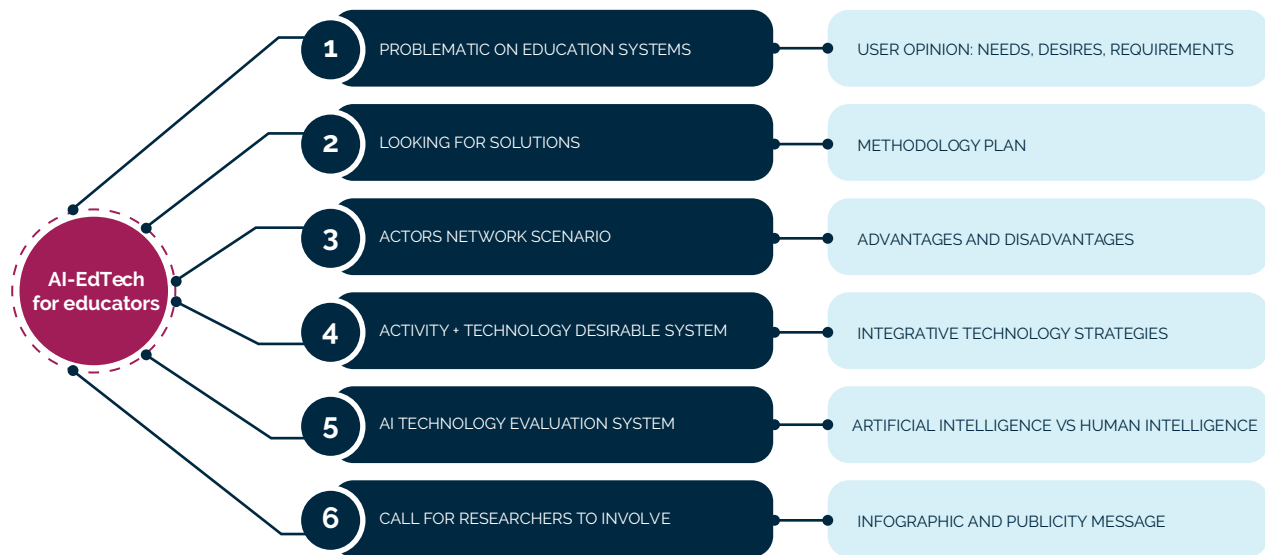 1
PROBLEMATIC ON EDUCATION SYSTEMS
USER OPINION: NEEDS, DESIRES, REQUIREMENTS
2
LOOKING FOR SOLUTIONS
METHODOLOGY PLAN
3
ACTORS NETWORK SCENARIO
ADVANTAGES AND DISADVANTAGES
AI-EdTech
for educators
4
ACTIVITY + TECHNOLOGY DESIRABLE SYSTEM
INTEGRATIVE TECHNOLOGY STRATEGIES
5
AI TECHNOLOGY EVALUATION SYSTEM
ARTIFICIAL INTELLIGENCE VS HUMAN INTELLIGENCE
6
CALL FOR RESEARCHERS TO INVOLVE
INFOGRAPHIC AND PUBLICITY MESSAGE